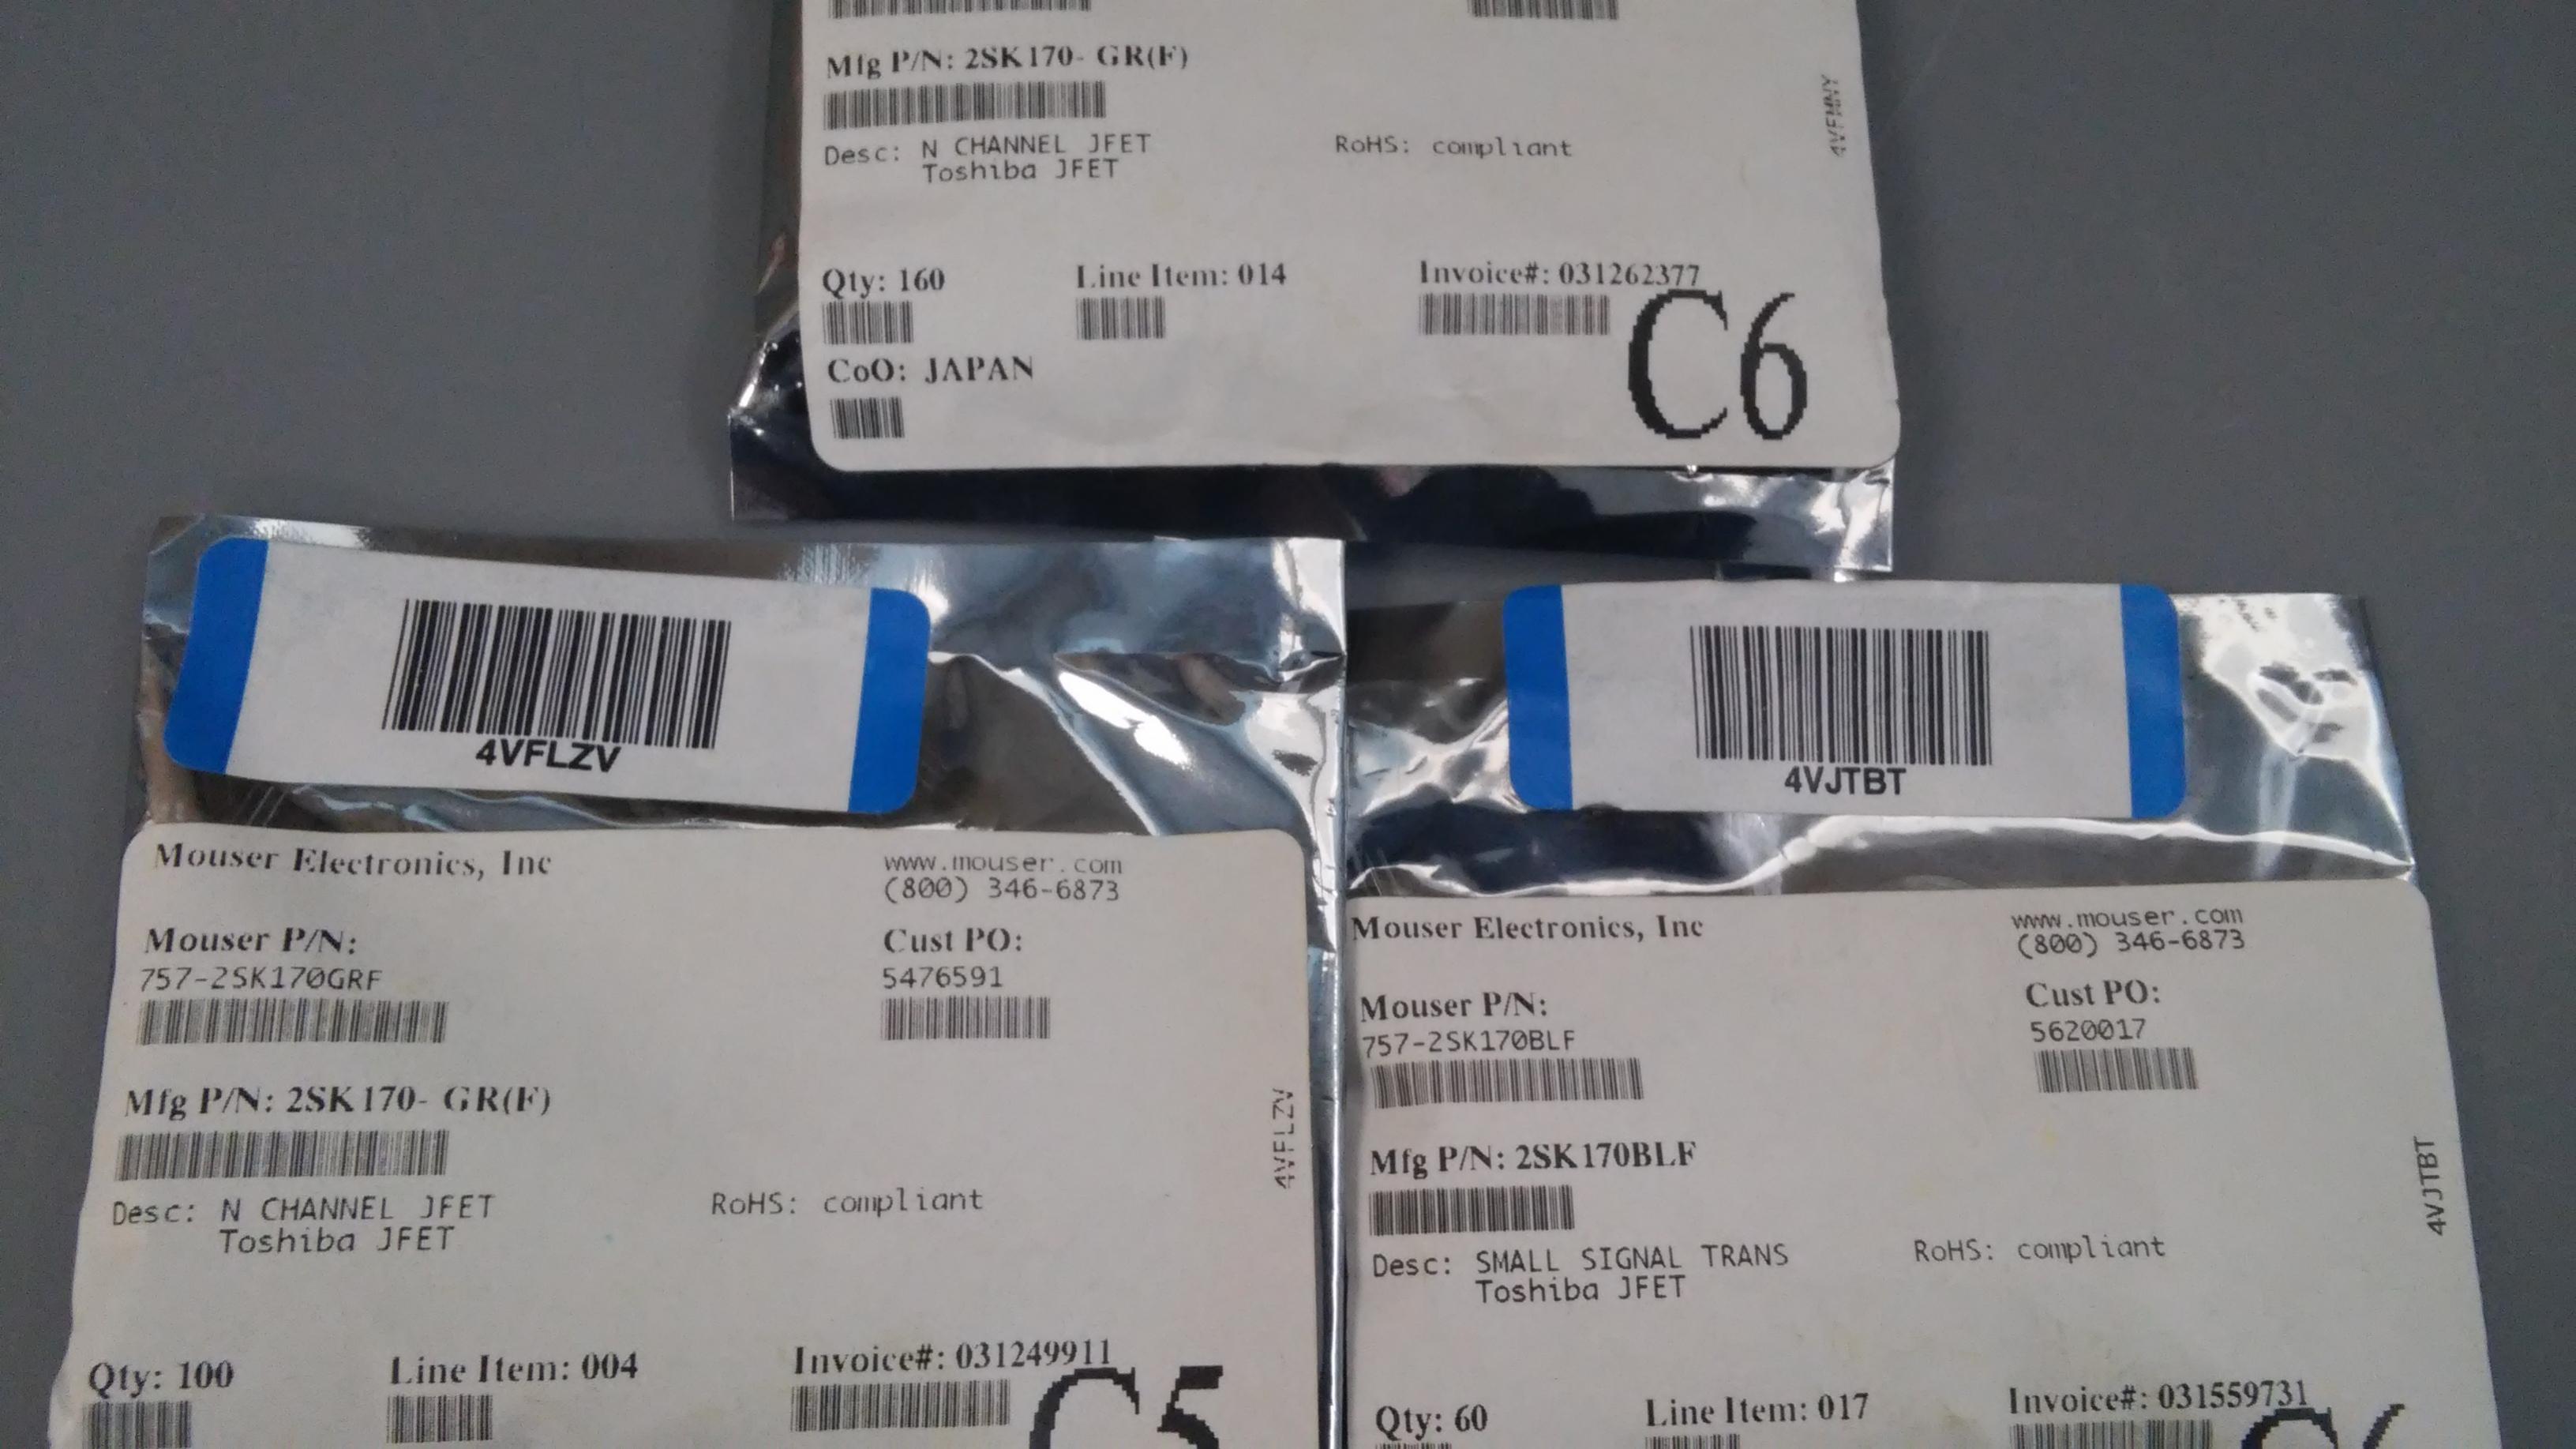 Mfg P/N: 2SK170- GR(F)
Desc: N CHANNEL JFET
Toshiba JFET
RoHS: compliant
4VFMNY
Qty: 160
Line Item: 014
Invoice#: 031262377
CoO: JAPAN
C6
4VFLZV
Mouser Electronics, Inc
www.mouser.com
(800) 346-6873
Mouser P/N:
757-2SK170GRF
Cust PO:
5476591
Mfg P/N: 2SK170- GR(F)
4VFLZV
Desc: N CHANNEL JFET
Toshiba JFET
RoHS: compliant
Qty: 100
Line Item: 004
Invoice#: 031249911
C5
4VJTBT
Mouser Electronics, Inc
www.mouser.com
(800) 346-6873
Mouser P/N:
757-2SK170BLF
Cust PO:
5620017
Mfg P/N: 2SK170BLF
4VJTBT
Desc: SMALL SIGNAL TRANS
Toshiba JFET
RoHS: compliant
Qty: 60
Line Item: 017
Invoice#: 031559731